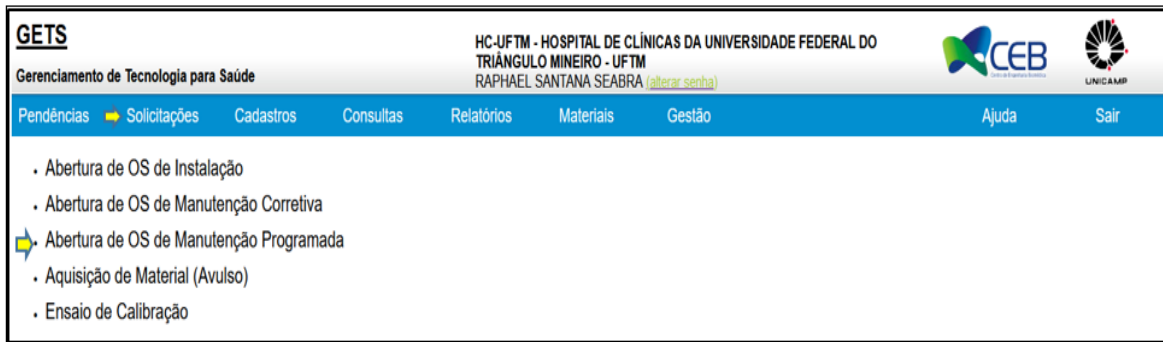 GETS
Gerenciamento de Tecnologia para Saúde
HC-UFTM - HOSPITAL DE CLÍNICAS DA UNIVERSIDADE FEDERAL DO
TRIÂNGULO MINEIRO - UFTM
RAPHAEL SANTANA SEABRA (alterar senha)
CEB
UNICAMP
Pendências Solicitações Cadastros Consultas Relatórios Materiais Gestão Ajuda Sair
• Abertura de OS de Instalação
• Abertura de OS de Manutenção Corretiva
• Abertura de OS de Manutenção Programada
• Aquisição de Material (Avulso)
• Ensaio de Calibração